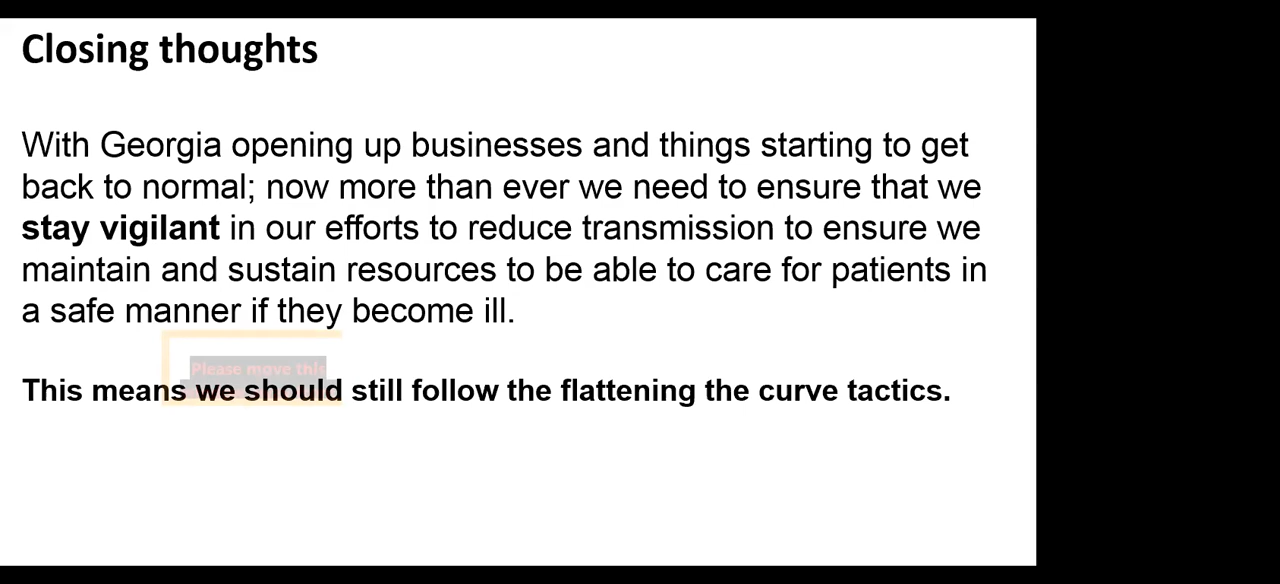 Closing thoughts
With Georgia opening up businesses and things starting to get
back to normal; now more than ever we need to ensure that we
stay vigilant in our efforts to reduce transmission to ensure we
maintain and sustain resources to be able to care for patients in
a safe manner if they become ill.
Please move this
This means we should still follow the flattening the curve tactics.